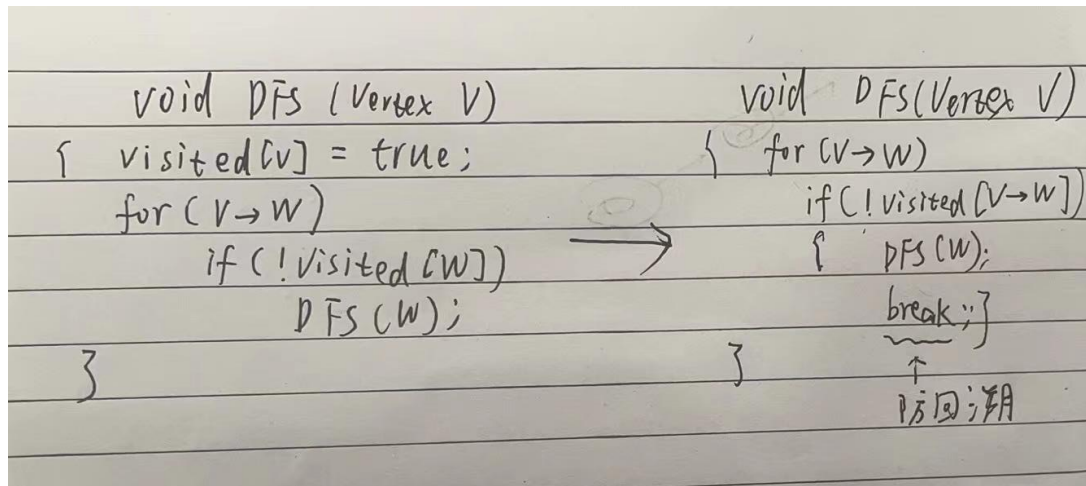 void DFS (Vertex V)
{ visited[V] = true;
for (V→W)
if (!visited[W])
DFS(W);
}
void DFS(Vertex V)
{ for (V→W)
if (!visited[V→W])
{ DFS(W);
break;}
}
↑
防回溯